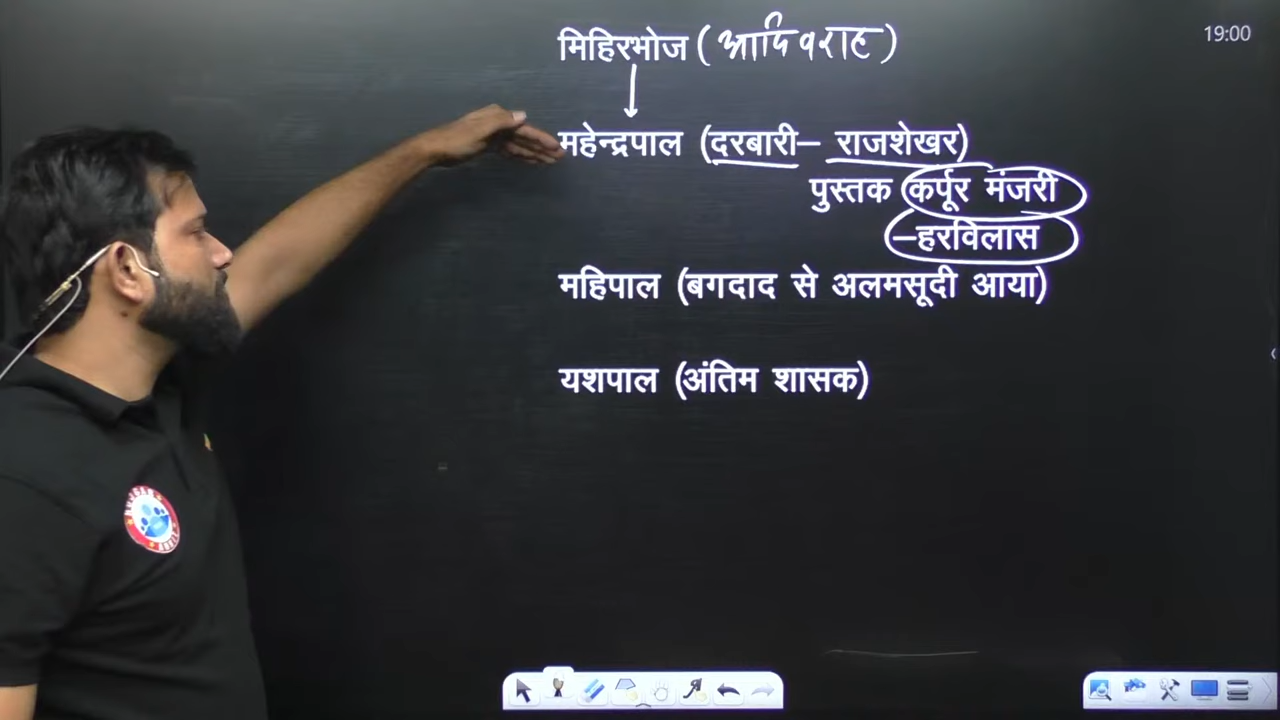 मिहिरभोज (आदिवराह)
19:00
महेन्द्रपाल (दरबारी– राजशेखर)
पुस्तक कर्पूर मंजरी
–हरविलास
महिपाल (बगदाद से अलमसूदी आया)
यशपाल (अंतिम शासक)